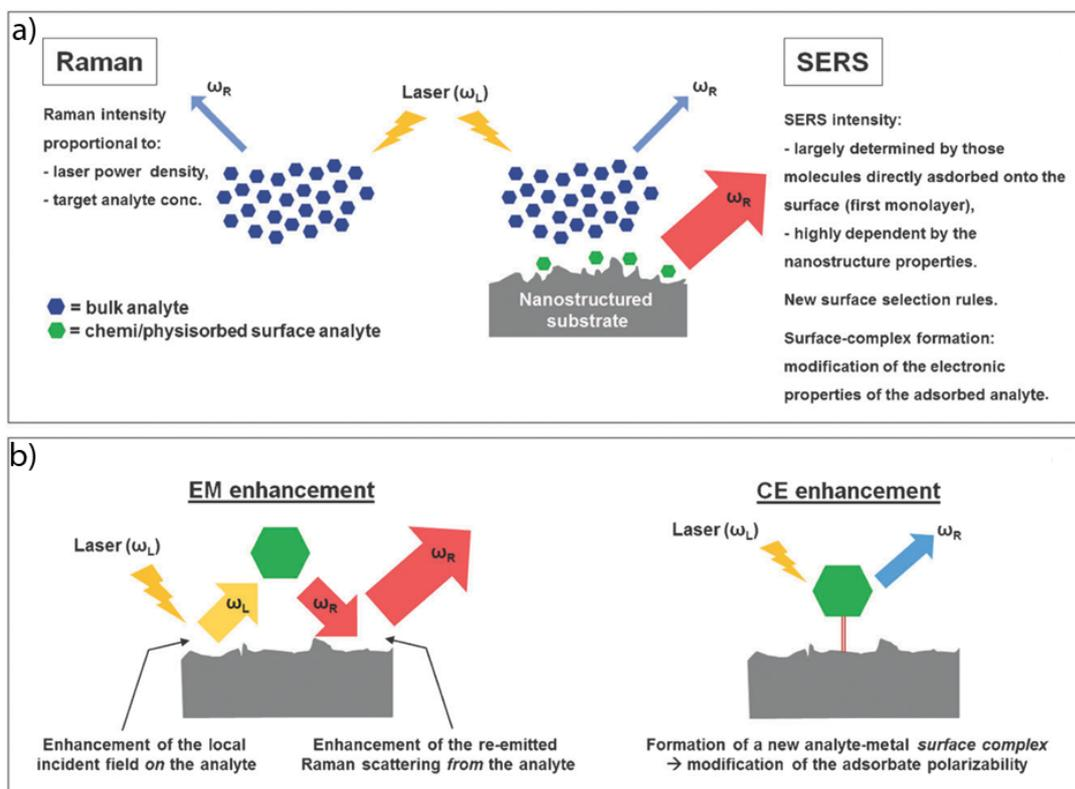 a)
Raman
Raman intensity
proportional to:
- laser power density,
- target analyte conc.
ωR
Laser (ωL)
ωR
ωR
Nanostructured
substrate
= bulk analyte
= chemi/physisorbed surface analyte
SERS
SERS intensity:
- largely determined by those
molecules directly asdorbed onto the
surface (first monolayer),
- highly dependent by the
nanostructure properties.
New surface selection rules.
Surface-complex formation:
modification of the electronic
properties of the adsorbed analyte.
b)
EM enhancement
Laser (ωL)
ωL
ωR
ωR
Enhancement of the local
incident field on the analyte
Enhancement of the re-emitted
Raman scattering from the analyte
CE enhancement
Laser (ωL)
ωR
Formation of a new analyte-metal surface complex
→ modification of the adsorbate polarizability